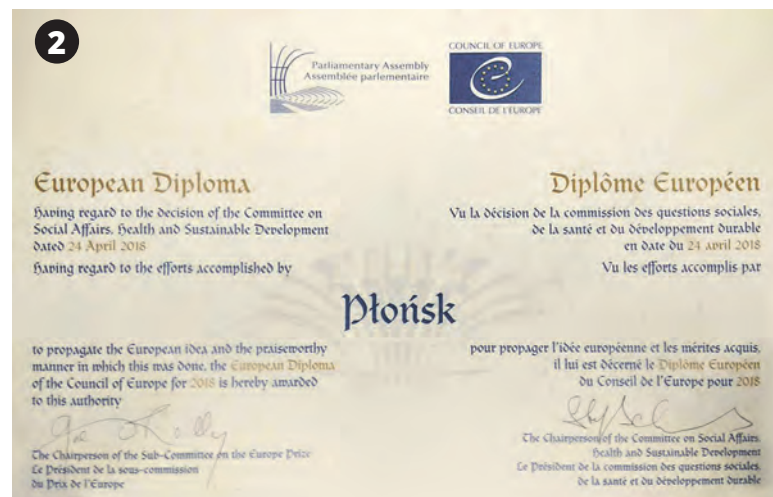 2
Parliamentary Assembly
Assemblée parlementaire
COUNCIL OF EUROPE
CONSEIL DE L'EUROPE
European Diploma
Having regard to the decision of the Committee on
Social Affairs, Health and Sustainable Development
dated 24 April 2018
Having regard to the efforts accomplished by
Diplôme Européen
Vu la décision de la commission des questions sociales,
de la santé et du développement durable
en date du 24 avril 2018
Vu les efforts accomplis par
Płońsk
to propagate the European idea and the praiseworthy
manner in which this was done, the European Diploma
of the Council of Europe for 2018 is hereby awarded
to this authority
The Chairperson of the Sub-Committee on the Europe Prize
Le Président de la sous-commission
du Prix de l'Europe
pour propager l'idée européenne et les mérites acquis,
il lui est décerné le Diplôme Européen
du Conseil de l'Europe pour 2018
The Chairperson of the Committee on Social Affairs,
Health and Sustainable Development
Le Président de la commission des questions sociales,
de la santé et du développement durable